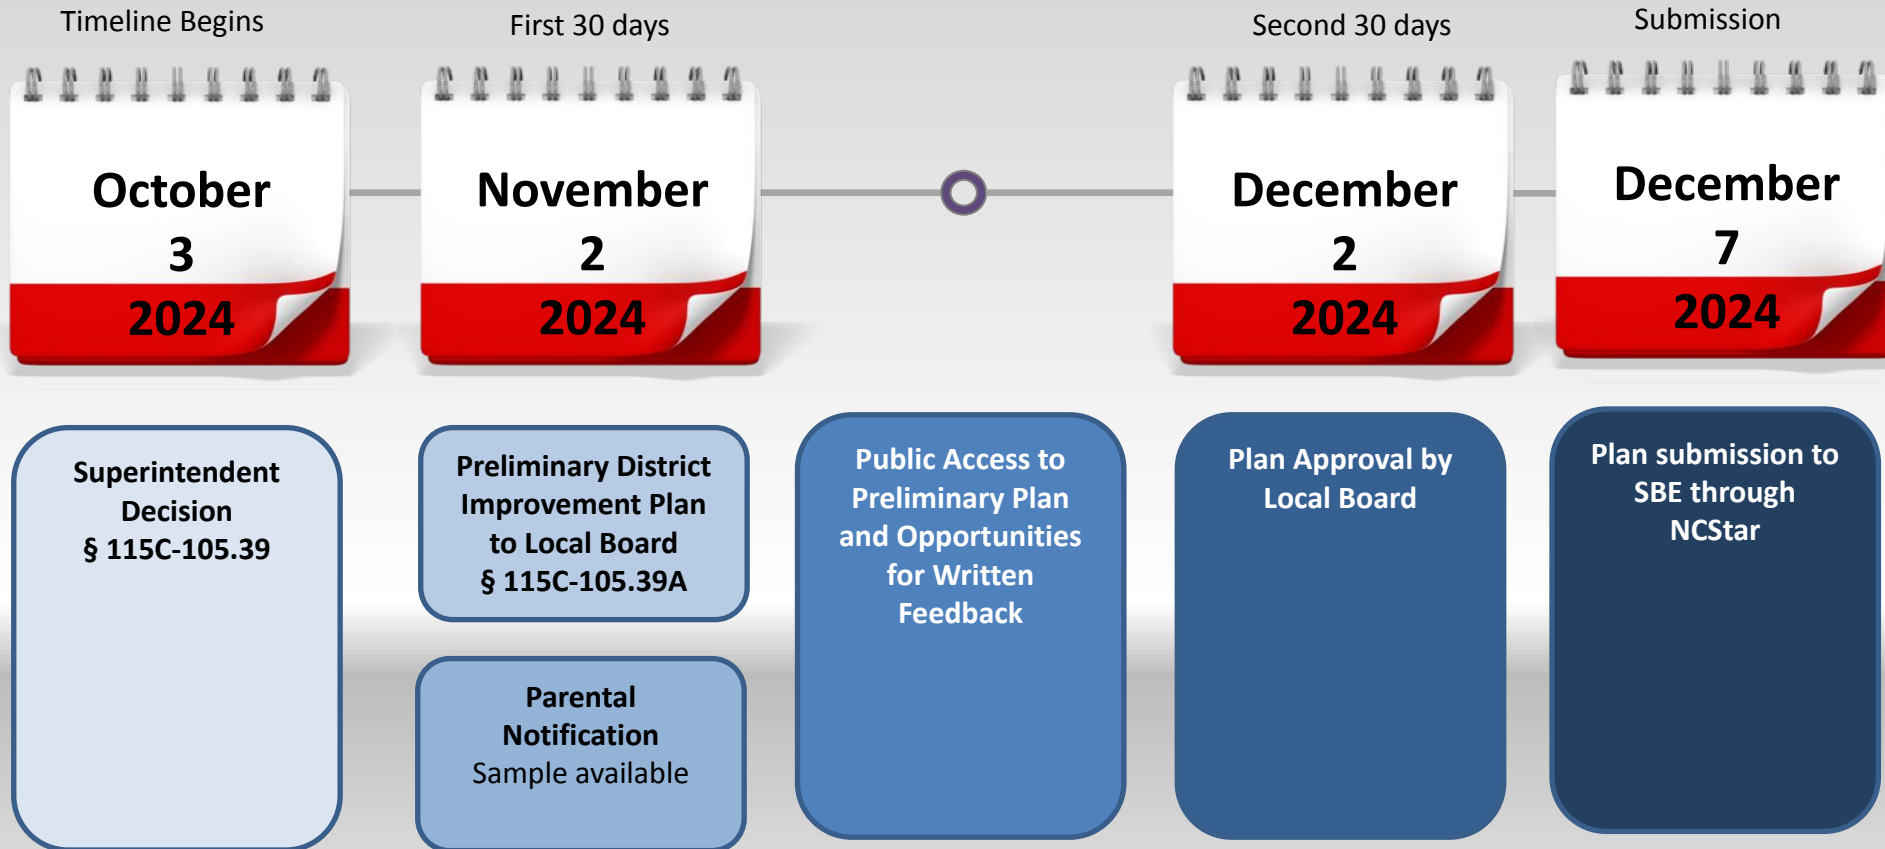 Timeline Begins
First 30 days
Second 30 days
Submission
October
3
2024
November
2
2024
December
2
2024
December
7
2024
Superintendent
Decision
§ 115C-105.39
Preliminary District
Improvement Plan
to Local Board
§ 115C-105.39A
Parental
Notification
Sample available
Public Access to
Preliminary Plan
and Opportunities
for Written
Feedback
Plan Approval by
Local Board
Plan submission to
SBE through
NCStar